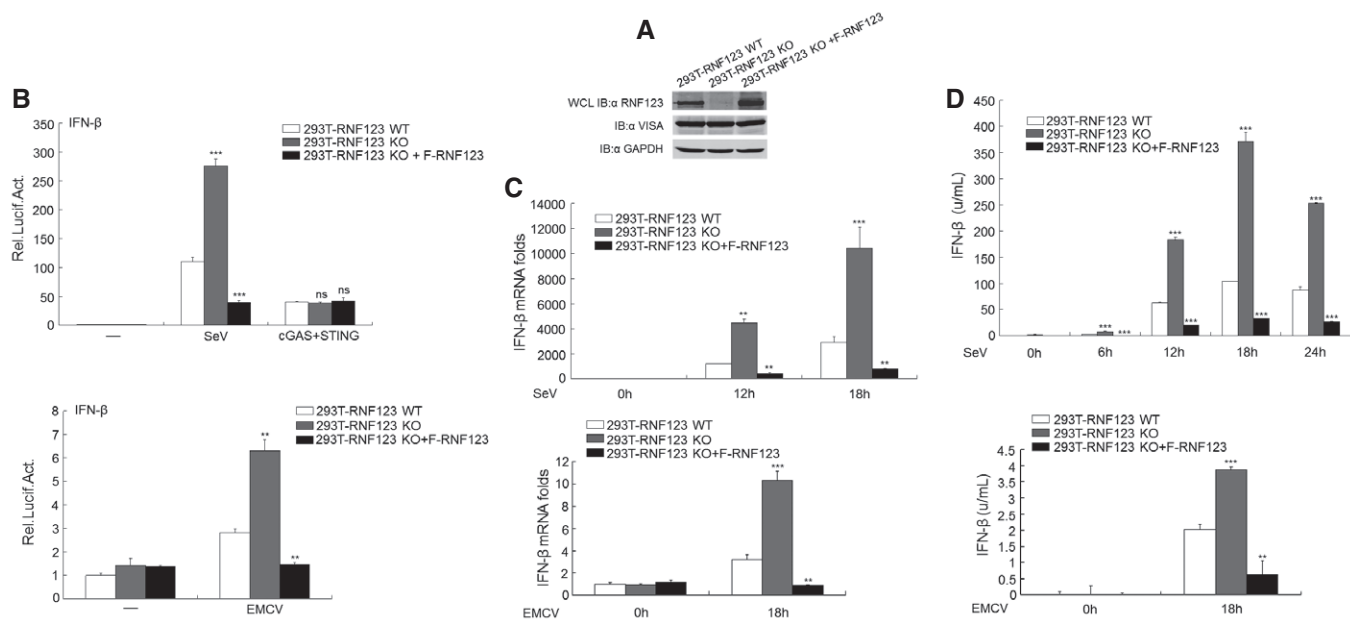 A
293T-RNF123 WT
293T-RNF123 KO
293T-RNF123 KO +F-RNF123
WCL IB:α RNF123
IB:α VISA
IB:α GAPDH
B
IFN-β
293T-RNF123 WT
293T-RNF123 KO
293T-RNF123 KO + F-RNF123
Rel.Lucif.Act.
350
300
250
200
150
100
50
0
***
***
ns
ns
—
SeV
cGAS+STING
IFN-β
293T-RNF123 WT
293T-RNF123 KO
293T-RNF123 KO+F-RNF123
Rel.Lucif.Act.
8
7
6
5
4
3
2
1
0
**
**
—
EMCV
C
293T-RNF123 WT
293T-RNF123 KO
293T-RNF123 KO+F-RNF123
IFN-β mRNA folds
14000
12000
10000
8000
6000
4000
2000
0
**
**
***
**
SeV
0h
12h
18h
293T-RNF123 WT
293T-RNF123 KO
293T-RNF123 KO+F-RNF123
IFN-β mRNA folds
12
10
8
6
4
2
0
***
**
EMCV
0h
18h
D
293T-RNF123 WT
293T-RNF123 KO
293T-RNF123 KO+F-RNF123
IFN-β (u/mL)
450
400
350
300
250
200
150
100
50
0
***
***
***
***
***
***
***
***
SeV
0h
6h
12h
18h
24h
293T-RNF123 WT
293T-RNF123 KO
293T-RNF123 KO+F-RNF123
IFN-β (u/mL)
4.5
4
3.5
3
2.5
2
1.5
1
0.5
0
***
**
EMCV
0h
18h